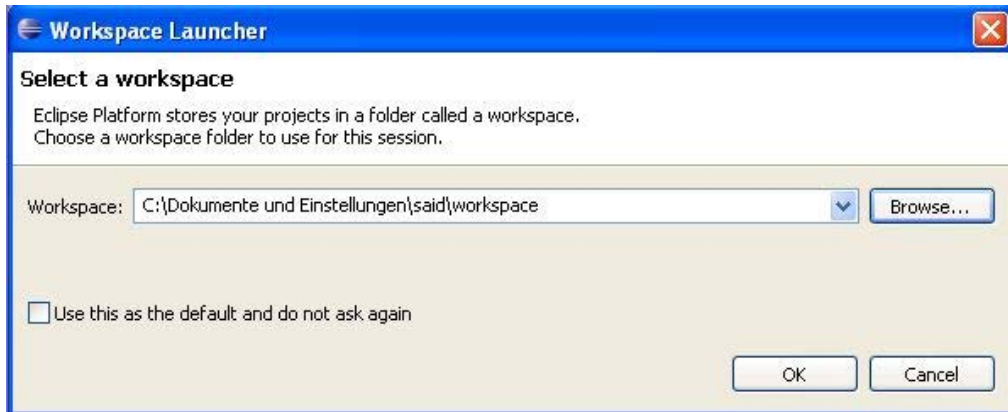 Workspace Launcher
Select a workspace
Eclipse Platform stores your projects in a folder called a workspace.
Choose a workspace folder to use for this session.
Workspace: C:\Dokumente und Einstellungen\said\workspace Browse...
Use this as the default and do not ask again
OK Cancel